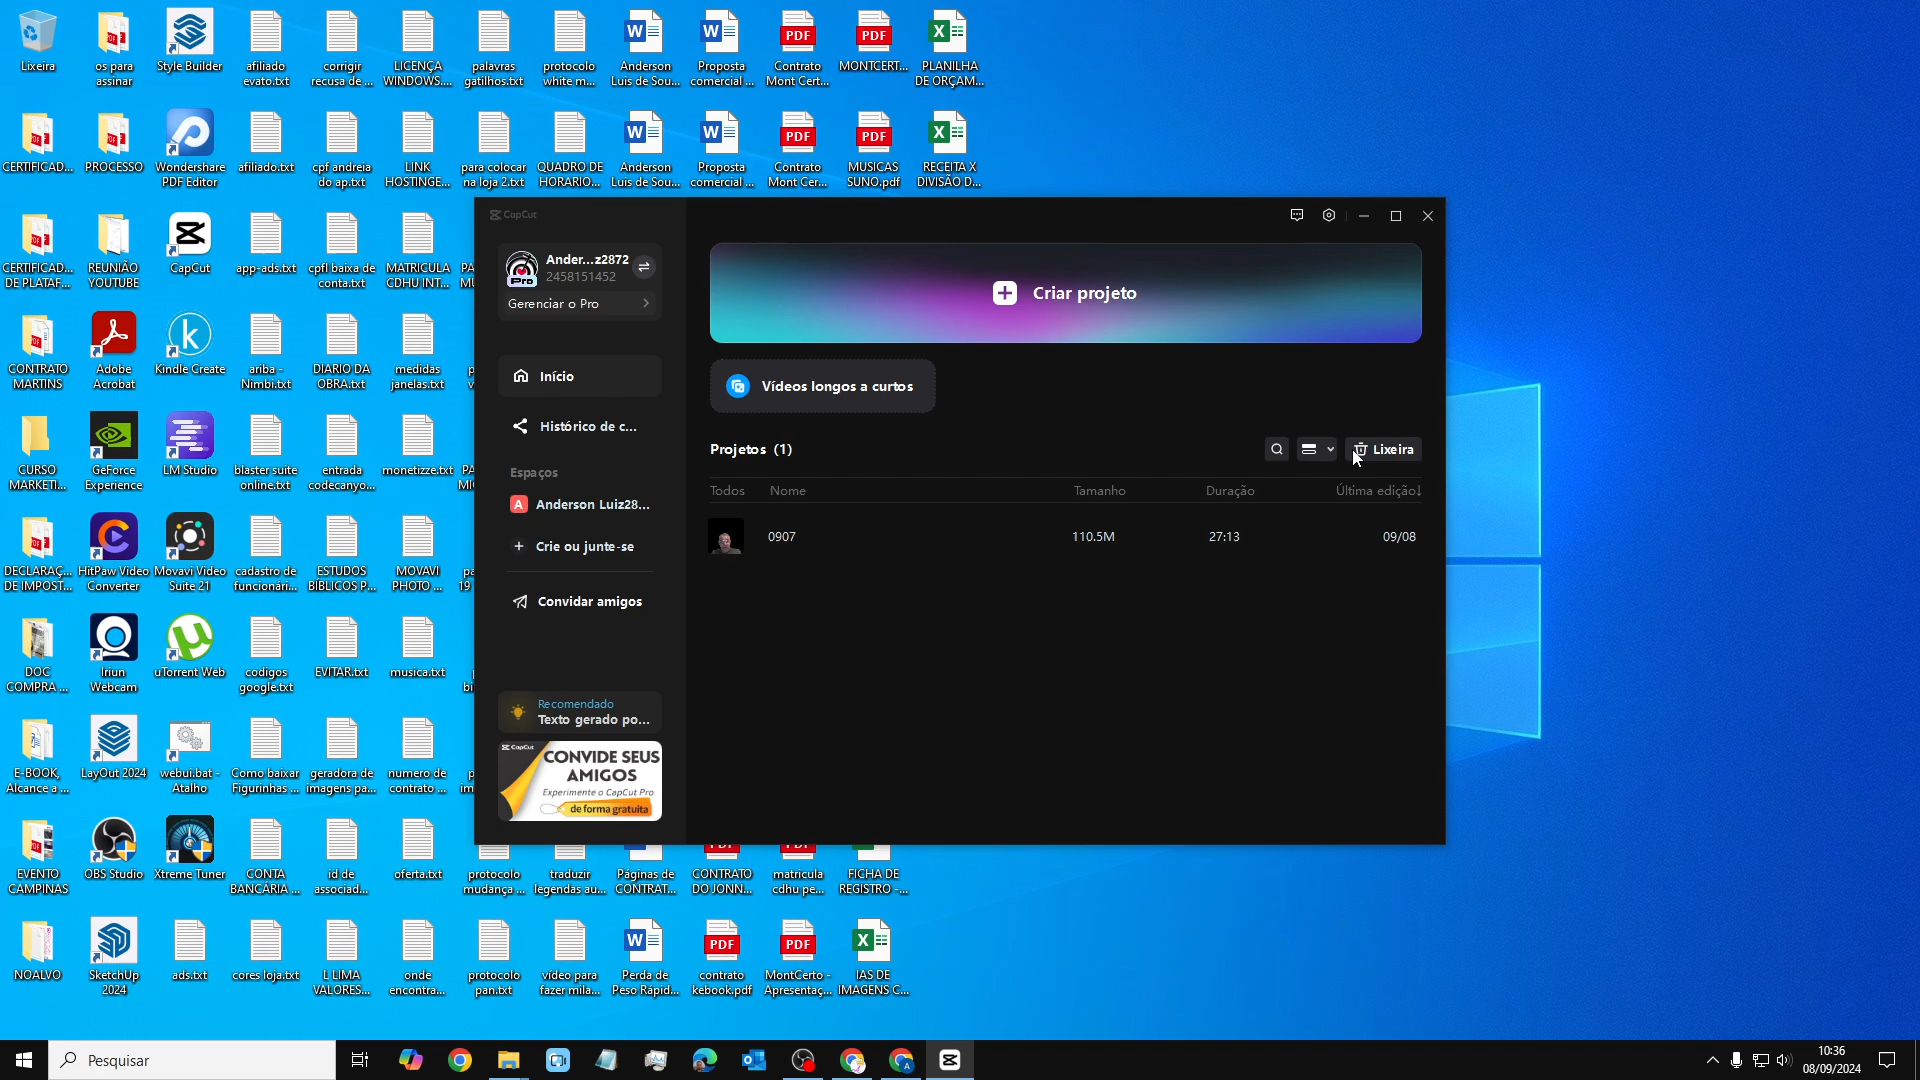 Lixeira
os para
assinar
Style Builder
afiliado
evato.txt
corrigir
recusa de ...
LICENÇA
WINDOWS....
palavras
gatilhos.txt
protocolo
white m...
Anderson
Luis de Sou...
Proposta
comercial ...
Contrato
Mont Cert...
MONTCERT...
PLANILHA
DE ORÇAM...
CERTIFICAD...
PROCESSO
Wondershare
PDF Editor
afiliado.txt
cpf andreia
do ap.txt
LINK
HOSTINGE...
para colocar
na loja 2.txt
QUADRO DE
HORARIO...
Anderson
Luis de Sou...
Proposta
comercial ...
Contrato
Mont Cer...
MUSICAS
SUNO.pdf
RECEITA X
DIVISÃO D...
CERTIFICAD...
DE PLATAF...
REUNIÃO
YOUTUBE
CapCut
app-ads.txt
cpfl baixa de
conta.txt
MATRICULA
CDHU INT...
CONTRATO
MARTINS
Adobe
Acrobat
Kindle Create
ariba -
Nimbi.txt
DIARIO DA
OBRA.txt
medidas
janelas.txt
CURSO
MARKETI...
GeForce
Experience
LM Studio
blaster suite
online.txt
entrada
codecanyo...
monetizze.txt
DECLARAÇ...
DE IMPOST...
HitPaw Video
Converter
Movavi Video
Suite 21
cadastro de
funcionári...
ESTUDOS
BÍBLICOS P...
MOVAVI
PHOTO ...
DOC
COMPRA ...
Iriun
Webcam
uTorrent Web
codigos
google.txt
EVITAR.txt
musica.txt
E-BOOK,
Alcance a ...
LayOut 2024
webui.bat -
Atalho
Como baixar
Figurinhas ...
geradora de
imagens pa...
numero de
contrato ...
EVENTO
CAMPINAS
OBS Studio
Xtreme Tuner
CONTA
BANCARIA ...
id de
associad...
oferta.txt
protocolo
mudança ...
traduzir
legendas au...
Páginas de
CONTRAT...
CONTRATO
DO JONN...
matricula
cdhu pe...
FICHA DE
REGISTRO -...
NOALVO
SketchUp
2024
ads.txt
cores loja.txt
L LIMA
VALORES...
onde
encontra...
protocolo
pan.txt
vídeo para
fazer mila...
Perda de
Peso Rápid...
contrato
kebook.pdf
MontCerto -
Apresentaç...
IAS DE
IMAGENS C...
CapCut
Ander...z2872
2458151452
Pro
Gerenciar o Pro
Início
Histórico de c...
Espaços
A Anderson Luiz28...
+ Crie ou junte-se
Convidar amigos
Recomendado
Texto gerado po...
CapCut
CONVIDE SEUS
AMIGOS
Experimente o CapCut Pro
de forma gratuita
Criar projeto
Vídeos longos a curtos
Projetos (1)
Lixeira
Todos Nome Tamanho Duração Última edição↓
0907 110.5M 27:13 09/08
Pesquisar
10:36
08/09/2024